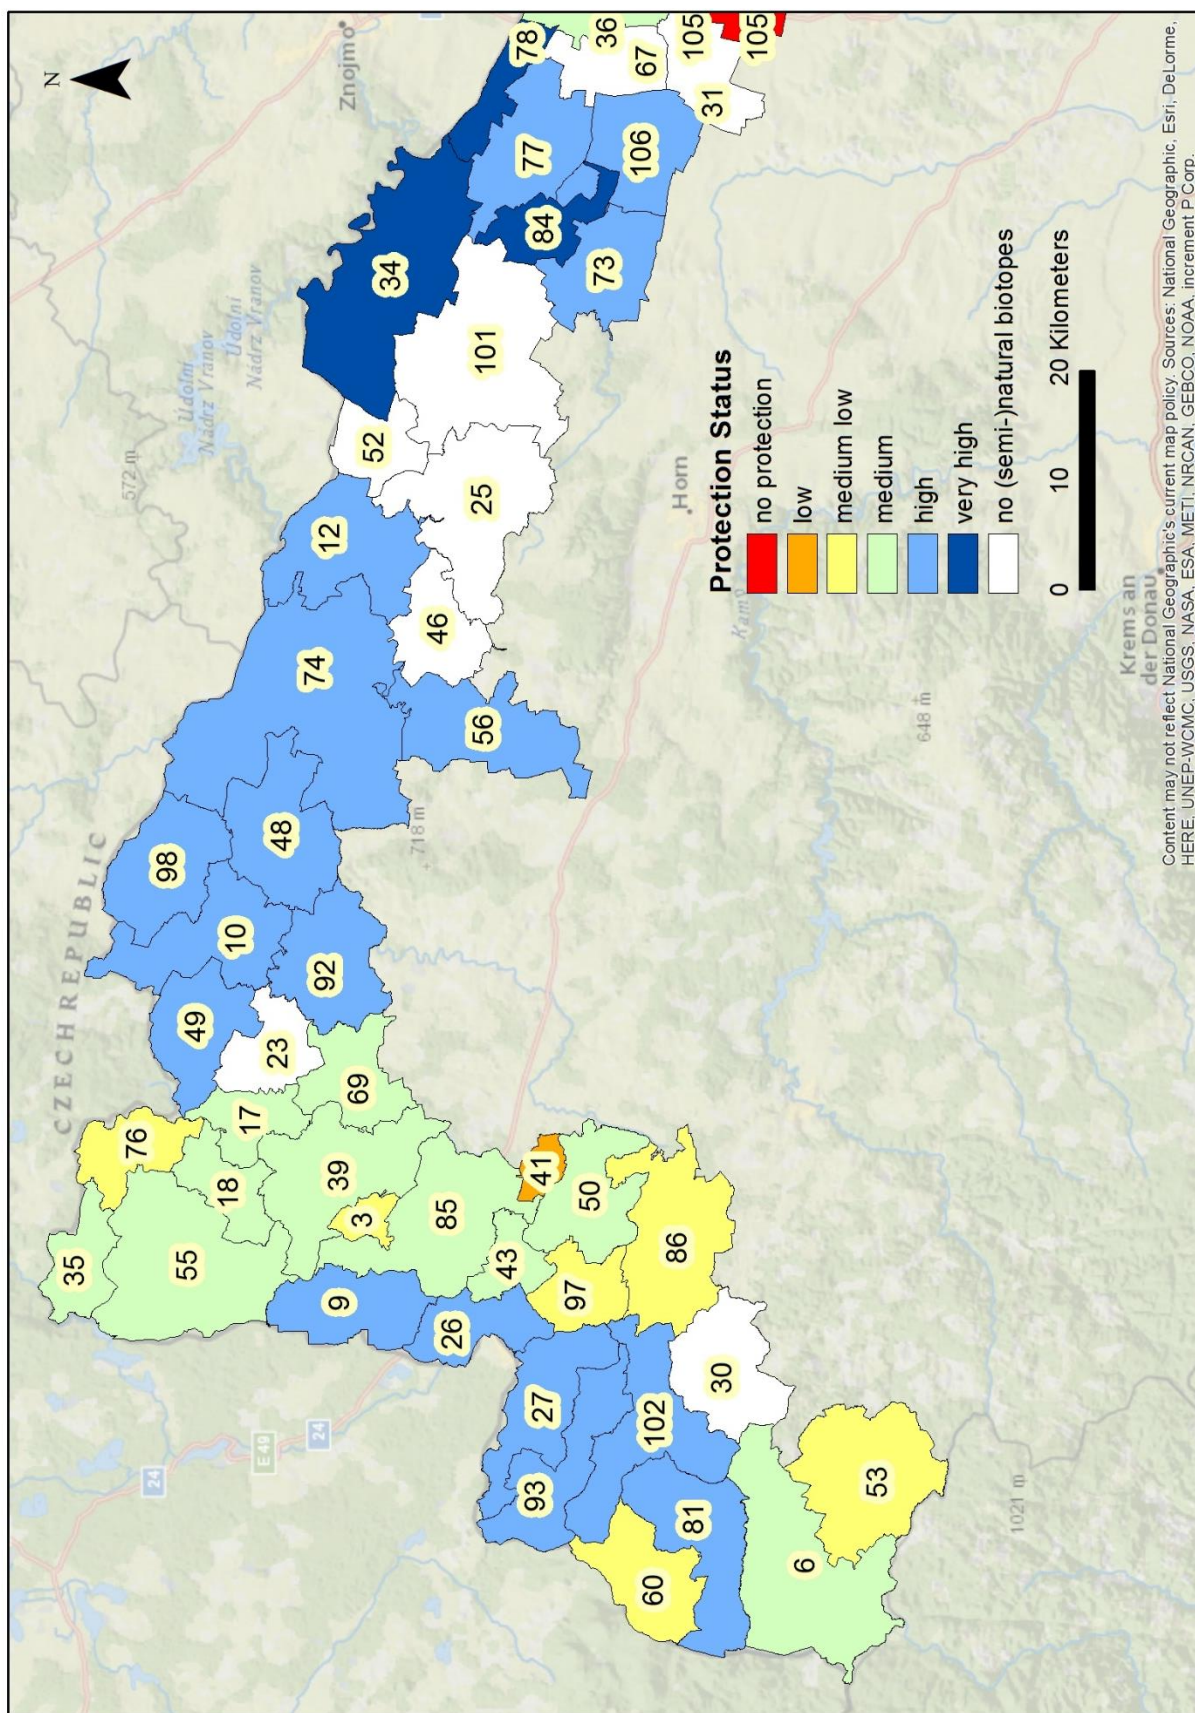 N
Znojmo
CZECHREPUBLIC
572 m
Údolní
Nádrz Vranov
Údolní
Nádrz Vranov
24
E49
24
718 m
Horn
Kamp
648 m
Krems an
der Donau
1021 m
35
76
55
18
17
49
10
98
23
92
48
39
69
3
9
85
26
43
41
50
97
86
93
27
102
30
60
81
6
53
74
12
56
46
52
25
34
101
84
73
77
78
106
36
67
31
105
105
Protection Status
no protection
low
medium low
medium
high
very high
no (semi-)natural biotopes
0 10 20 Kilometers
Content may not reflect National Geographic's current map policy. Sources: National Geographic, Esri, DeLorme,
HERE, UNEP-WCMC, USGS, NASA, ESA, METI, NRCAN, GEBCO, NOAA, increment P Corp.